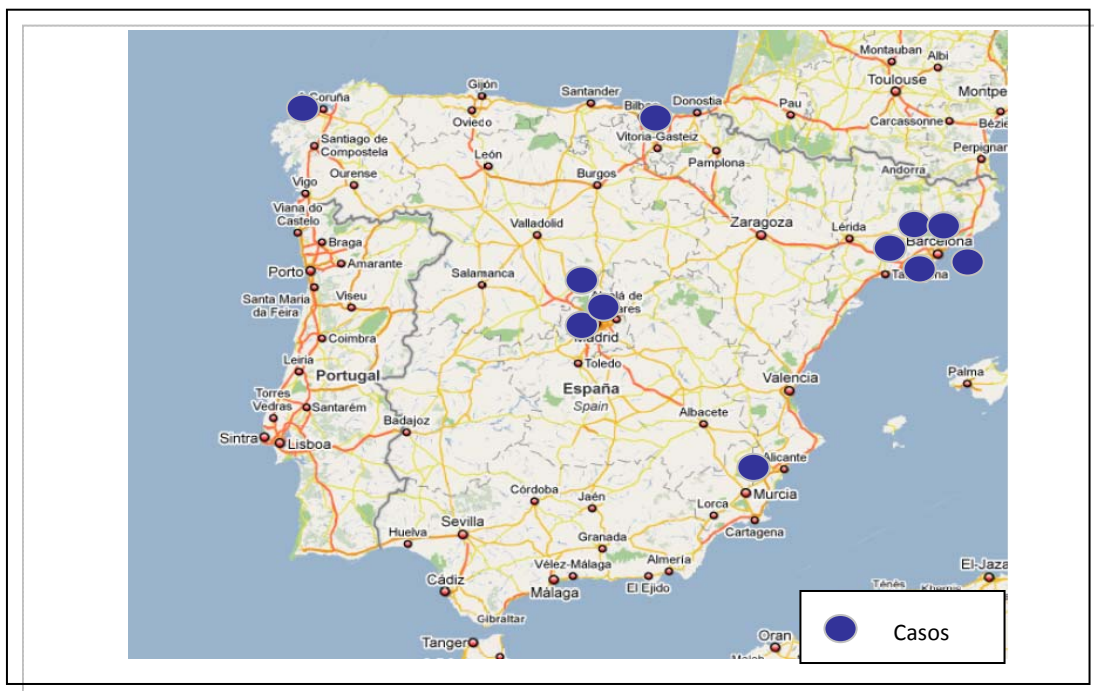 Montauban
Albi
Toulouse
Montpe
Gijón
Santander
Donostia
Pau
Carcassonne
Bézie
Oviedo
Vitoria-Gasteiz
Santiago de
Compostela
León
Pamplona
Perpignan
Andorra
Ourense
Burgos
Vigo
Viana do
Castelo
Valladolid
Zaragoza
Lérida
Barcelona
Braga
Amarante
Porto
Salamanca
Santa Maria
da Feira
Viseu
Madrid
Coimbra
Leiria
Toledo
Portugal
España
Spain
Valencia
Palma
Torres
Vedras
Santarém
Albacete
Badajoz
Sintra
Lisboa
Alicante
Córdoba
Jaén
Murcia
Lorca
Huelva
Sevilla
Cartagena
Granada
Vélez-Málaga
Almería
El-Jaza
Cádiz
Málaga
El Ejido
Ténès
Gibraltar
Tanger
Oran
Casos